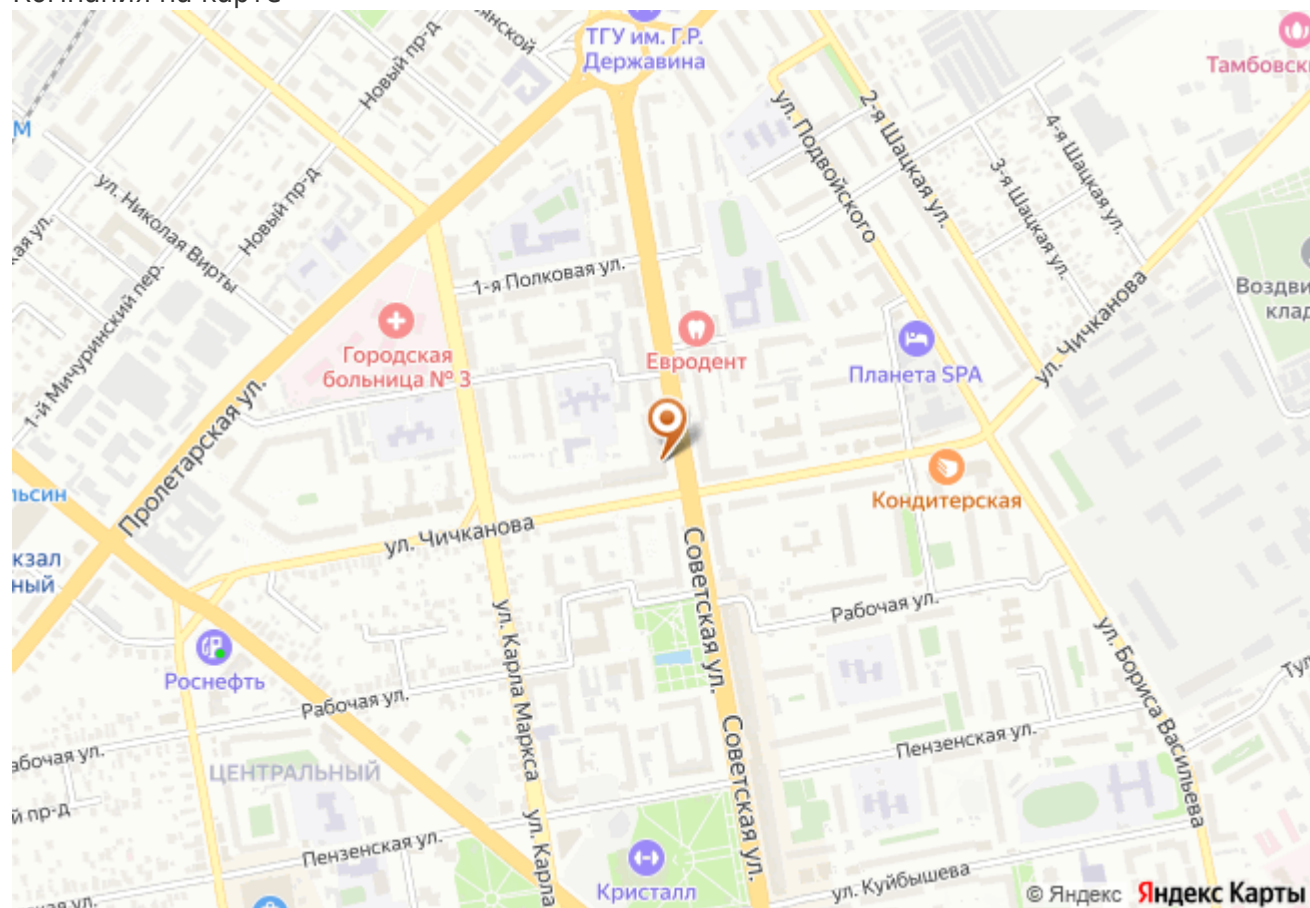 Компания на карте
ТГУ им. Г.Р.
Державина
Новый пр-д
ул. Подвойского
2-я Шацкая ул.
4-я Шацкая ул.
3-я Шацкая ул.
ул. Николая Вирты
Новый пр-д
1-я Полковая ул.
1-й Мичуринский пер.
Городская
больница № 3
Евродент
Планета SPA
ул. Чичканова
Пролетарская ул.
Кондитерская
ул. Чичканова
Советская ул.
Рабочая ул.
ул. Карла Маркса
ул. Бориса Васильева
Роснефть
Рабочая ул.
ЦЕНТРАЛЬНЫЙ
Советская ул.
Пензенская ул.
Пензенская ул.
ул. Карла
Кристалл
ул. Куйбышева
© Яндекс Яндекс Карты